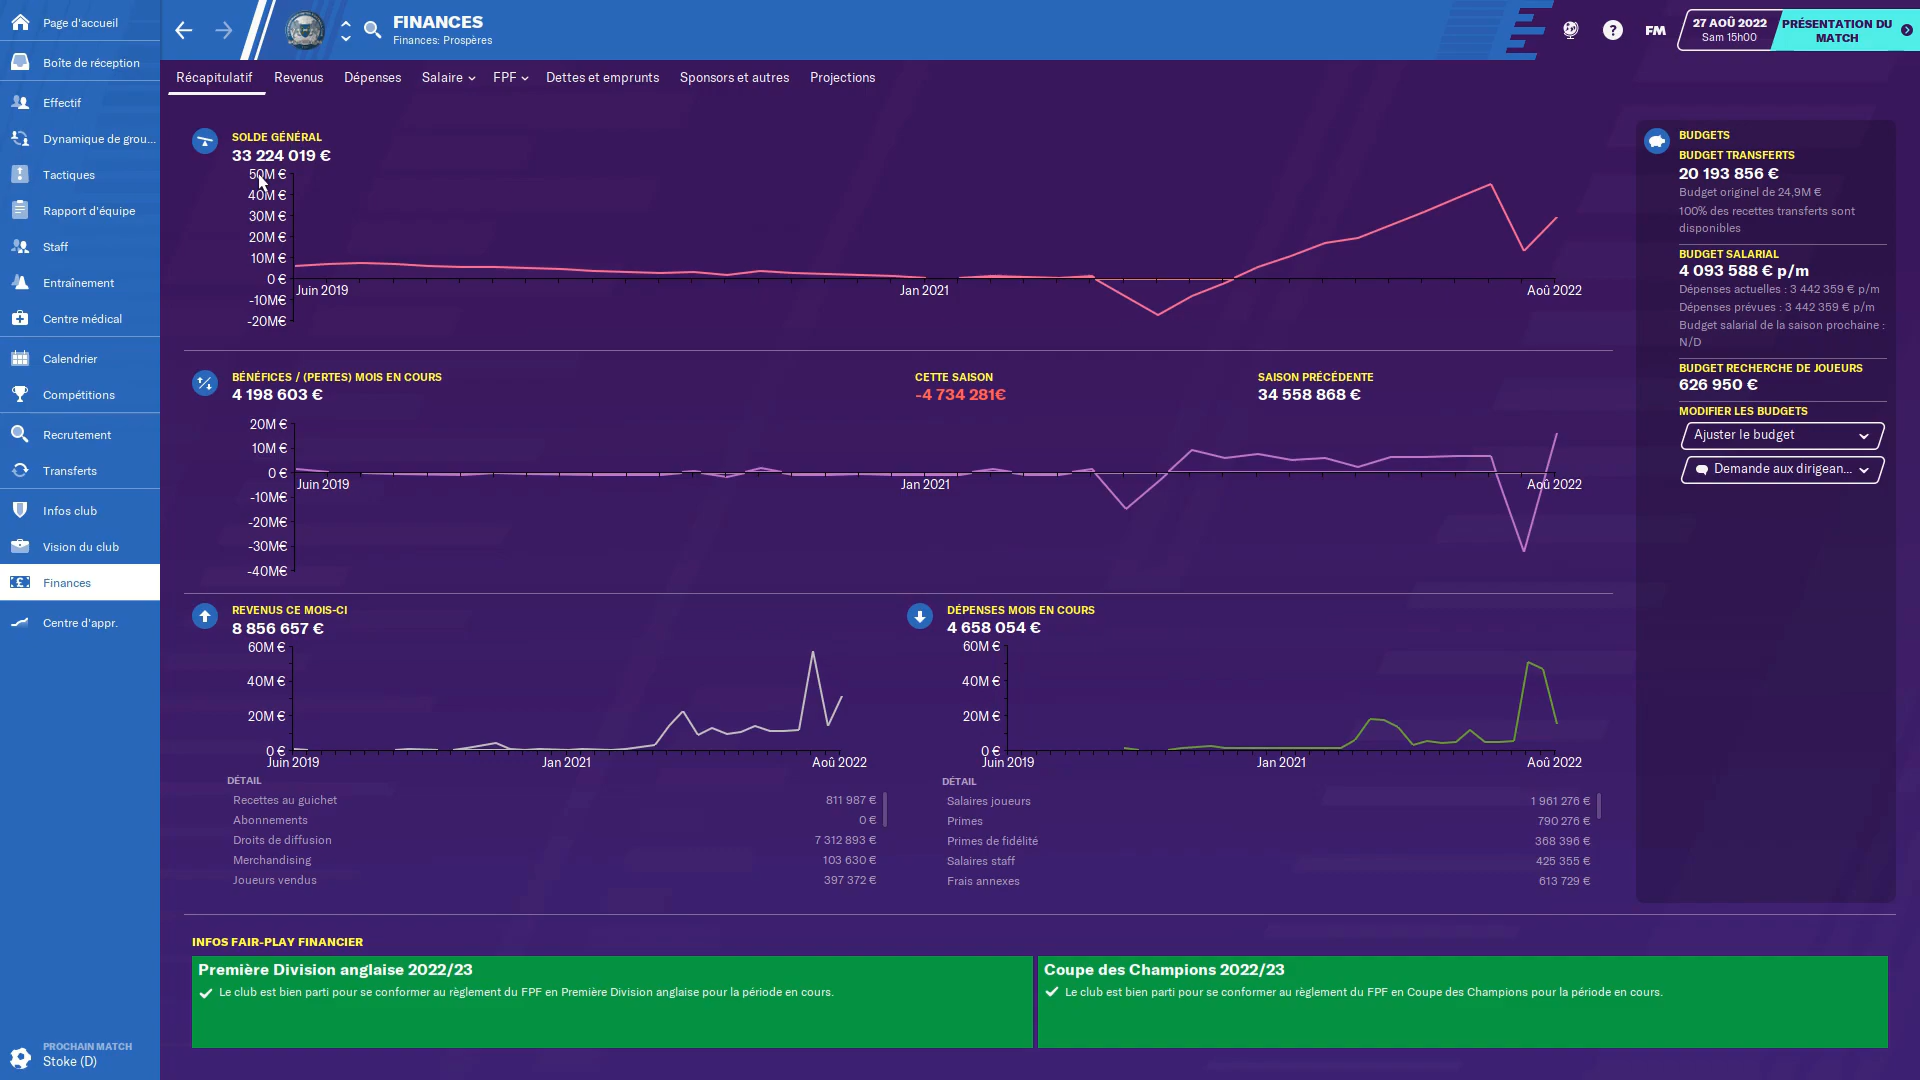 Page d'accueil
Boîte de réception
Effectif
Dynamique de grou...
Tactiques
Rapport d'équipe
Staff
Entraînement
Centre médical
Calendrier
Compétitions
Recrutement
Transferts
Infos club
Vision du club
Finances
Centre d'appr.
PROCHAIN MATCH
Stoke (D)
FINANCES
Finances: Prospères
FM
27 AOÛ 2022
Sam 15h00
PRÉSENTATION DU
MATCH
Récapitulatif Revenus Dépenses Salaire FPF Dettes et emprunts Sponsors et autres Projections
SOLDE GÉNÉRAL
33 224 019 €
50M €
40M €
30M €
20M €
10M €
0 €
-10M€
-20M€
Juin 2019 Jan 2021 Aoû 2022
BÉNÉFICES / (PERTES) MOIS EN COURS
4 198 603 €
CETTE SAISON
-4 734 281€
SAISON PRÉCÉDENTE
34 558 868 €
20M €
10M €
0 €
-10M€
-20M€
-30M€
-40M€
Juin 2019 Jan 2021 Aoû 2022
REVENUS CE MOIS-CI
8 856 657 €
60M €
40M €
20M €
0 €
Juin 2019 Jan 2021 Aoû 2022
DÉTAIL
Recettes au guichet 811 987 €
Abonnements 0 €
Droits de diffusion 7 312 893 €
Merchandising 103 630 €
Joueurs vendus 397 372 €
DÉPENSES MOIS EN COURS
4 658 054 €
60M €
40M €
20M €
0 €
Juin 2019 Jan 2021 Aoû 2022
DÉTAIL
Salaires joueurs 1 961 276 €
Primes 790 276 €
Primes de fidélité 368 396 €
Salaires staff 425 355 €
Frais annexes 613 729 €
BUDGETS
BUDGET TRANSFERTS
20 193 856 €
Budget originel de 24,9M €
100% des recettes transferts sont
disponibles
BUDGET SALARIAL
4 093 588 € p/m
Dépenses actuelles : 3 442 359 € p/m
Dépenses prévues : 3 442 359 € p/m
Budget salarial de la saison prochaine :
N/D
BUDGET RECHERCHE DE JOUEURS
626 950 €
MODIFIER LES BUDGETS
Ajuster le budget
Demande aux dirigean...
INFOS FAIR-PLAY FINANCIER
Première Division anglaise 2022/23
Le club est bien parti pour se conformer au règlement du FPF en Première Division anglaise pour la période en cours.
Coupe des Champions 2022/23
Le club est bien parti pour se conformer au règlement du FPF en Coupe des Champions pour la période en cours.